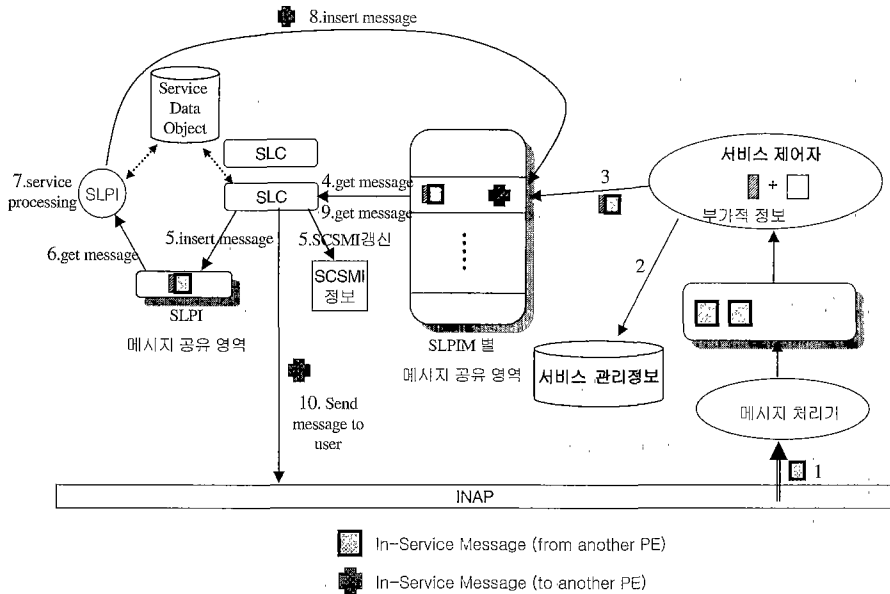 8.insert message
Service
Data
Object
SLC
SLC
7.service
processing
SLPI
4.get message
9.get message
3
서비스 제어자
+
부가적 정보
5.insert message
5.SCSMI갱신
6.get message
SCSMI
정보
2
SLPI
메시지 공유 영역
SLPIM 별
메시지 공유 영역
서비스 관리정보
메시지 처리기
10. Send
message to
user
1
INAP
In-Service Message (from another PE)
In-Service Message (to another PE)